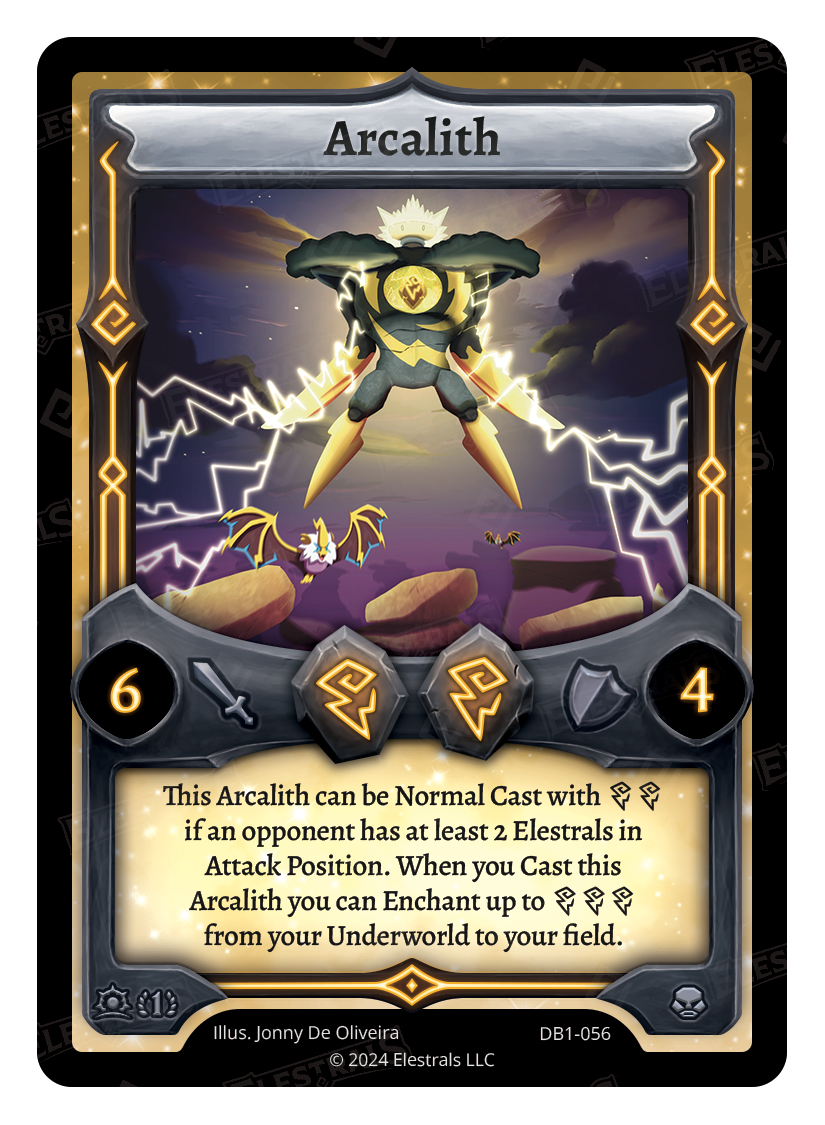 Arcalith
6
4
This Arcalith can be Normal Cast with
if an opponent has at least 2 Elestrals in
Attack Position. When you Cast this
Arcalith you can Enchant up to
from your Underworld to your field.
1
Illus. Jonny De Oliveira
DB1-056
© 2024 Elestrals LLC